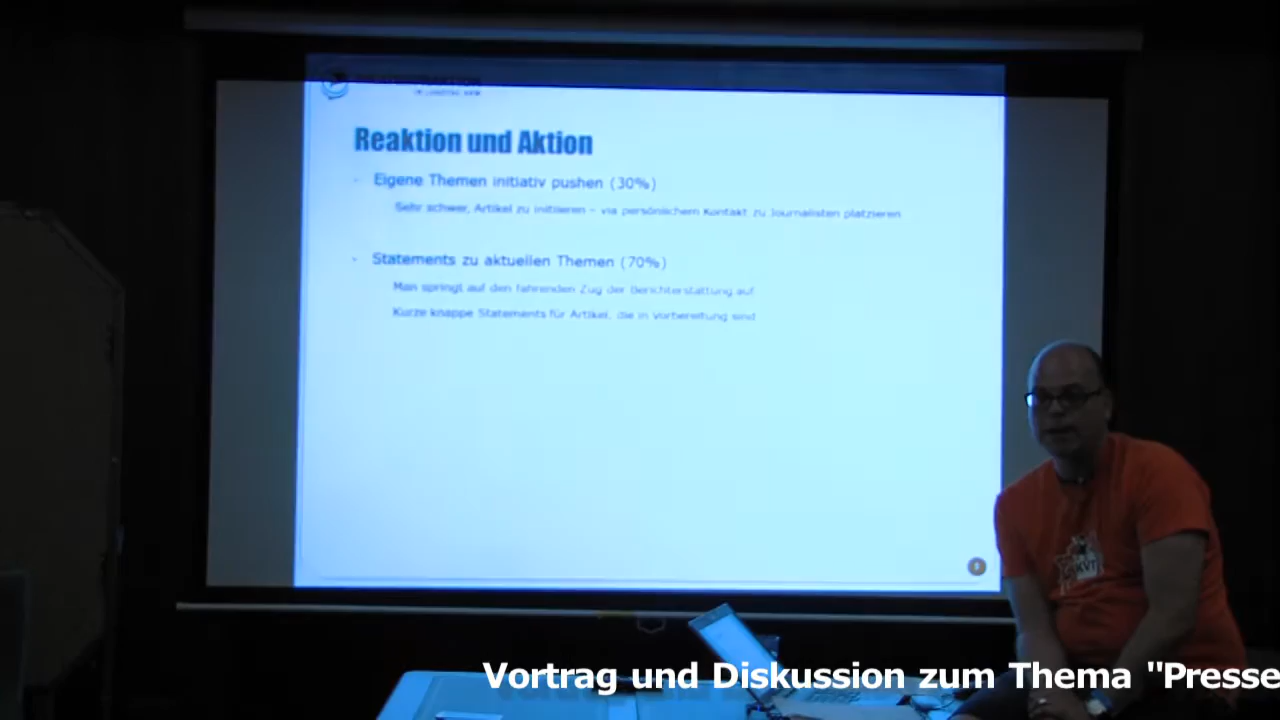 Reaktion und Aktion
Eigene Themen initiativ pushen (30%)
Sehr schwer, Artikel zu initiieren – via persönlichem Kontakt zu Journalisten platzieren
Statements zu aktuellen Themen (70%)
Man springt auf den fahrenden Zug der Berichterstattung auf
Kurze knappe Statements für Artikel, die in Vorbereitung sind
Vortrag und Diskussion zum Thema "Presse